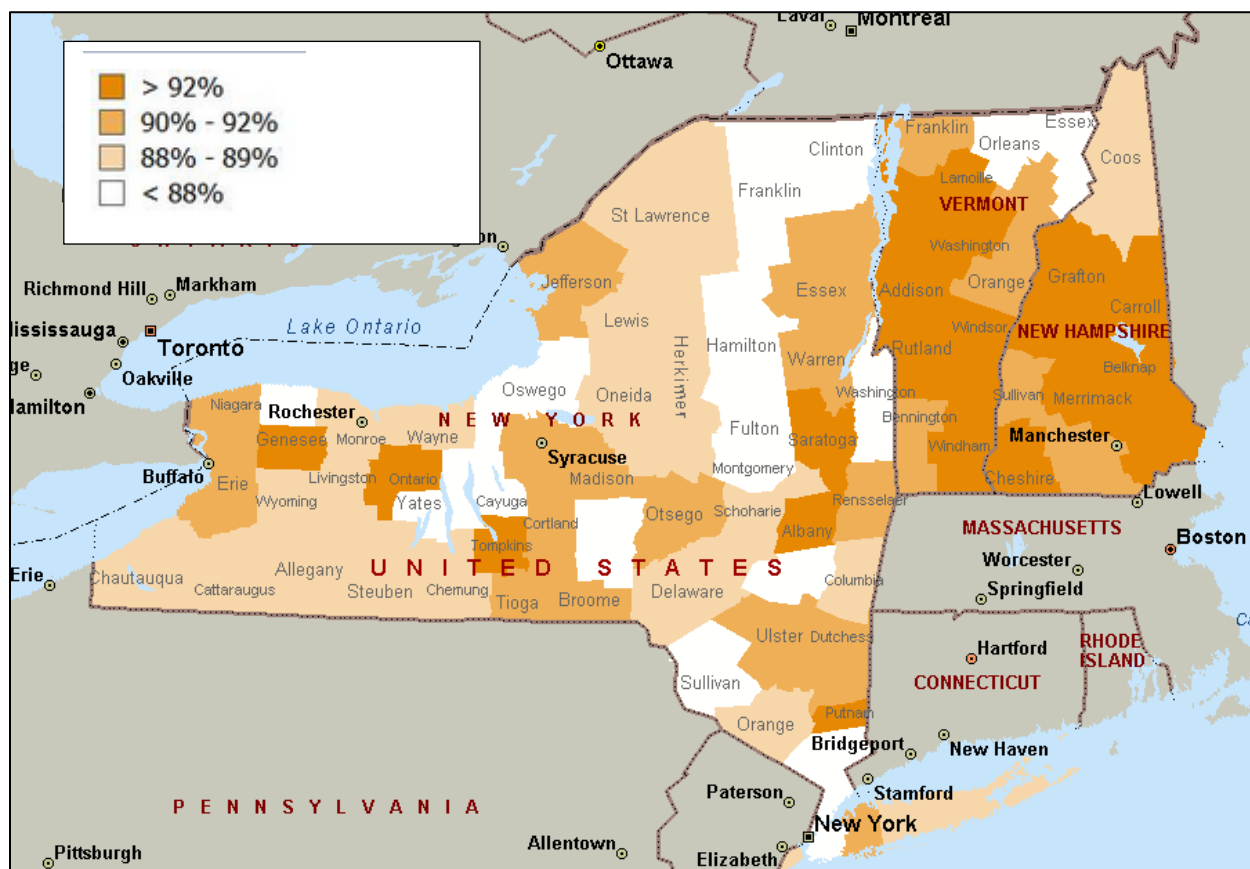 Laval
Montreal
Ottawa
> 92%
90% - 92%
88% - 89%
< 88%
Franklin
Orleans
Essex
Coos
Clinton
Franklin
Lamoille
VERMONT
St Lawrence
Washington
Richmond Hill
Markham
Jefferson
Essex
Addison
Orange
Grafton
Carroll
ississauga
Toronto
Lake Ontario
Lewis
Herkimer
Hamilton
Warren
Rutland
Windsor
NEW HAMPSHIRE
Belknap
Oakville
Hamilton
Niagara
Rochester
Oswego
Oneida
NEW YORK
Washington
Sullivan
Merrimack
Genesee
Monroe
Wayne
Syracuse
Fulton
Saratoga
Bennington
Windham
Manchester
Buffalo
Erie
Wyoming
Livingston
Ontario
Yates
Cayuga
Madison
Montgomery
Cheshire
Lowell
Cortland
Otsego
Schoharie
Rensselaer
Albany
MASSACHUSETTS
Boston
Erie
Chautauqua
Cattaraugus
Allegany
Steuben
Chemung
Tompkins
Tioga
Broome
UNITED STATES
Delaware
Columbia
Worcester
Springfield
Ulster
Dutchess
Hartford
RHODE
ISLAND
CONNECTICUT
Sullivan
Orange
Putnam
Bridgeport
New Haven
Stamford
PENNSYLVANIA
Paterson
New York
Allentown
Elizabeth
Pittsburgh